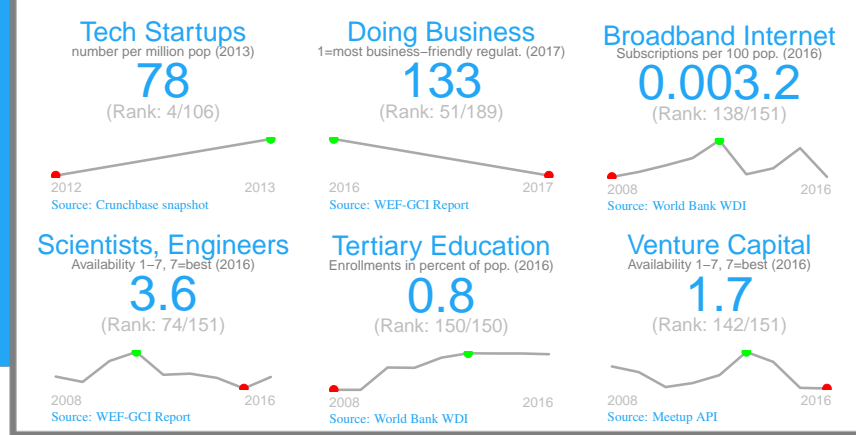 Tech Startups
number per million pop (2013)
78
(Rank: 4/106)
2012 2013
Source: Crunchbase snapshot
Doing Business
1=most business−friendly regulat. (2017)
133
(Rank: 51/189)
2016 2017
Source: WEF-GCI Report
Broadband Internet
Subscriptions per 100 pop. (2016)
0.003.2
(Rank: 138/151)
2008 2016
Source: World Bank WDI
Scientists, Engineers
Availability 1−7, 7=best (2016)
3.6
(Rank: 74/151)
2008 2016
Source: WEF-GCI Report
Tertiary Education
Enrollments in percent of pop. (2016)
0.8
(Rank: 150/150)
2008 2016
Source: World Bank WDI
Venture Capital
Availability 1−7, 7=best (2016)
1.7
(Rank: 142/151)
2008 2016
Source: Meetup API